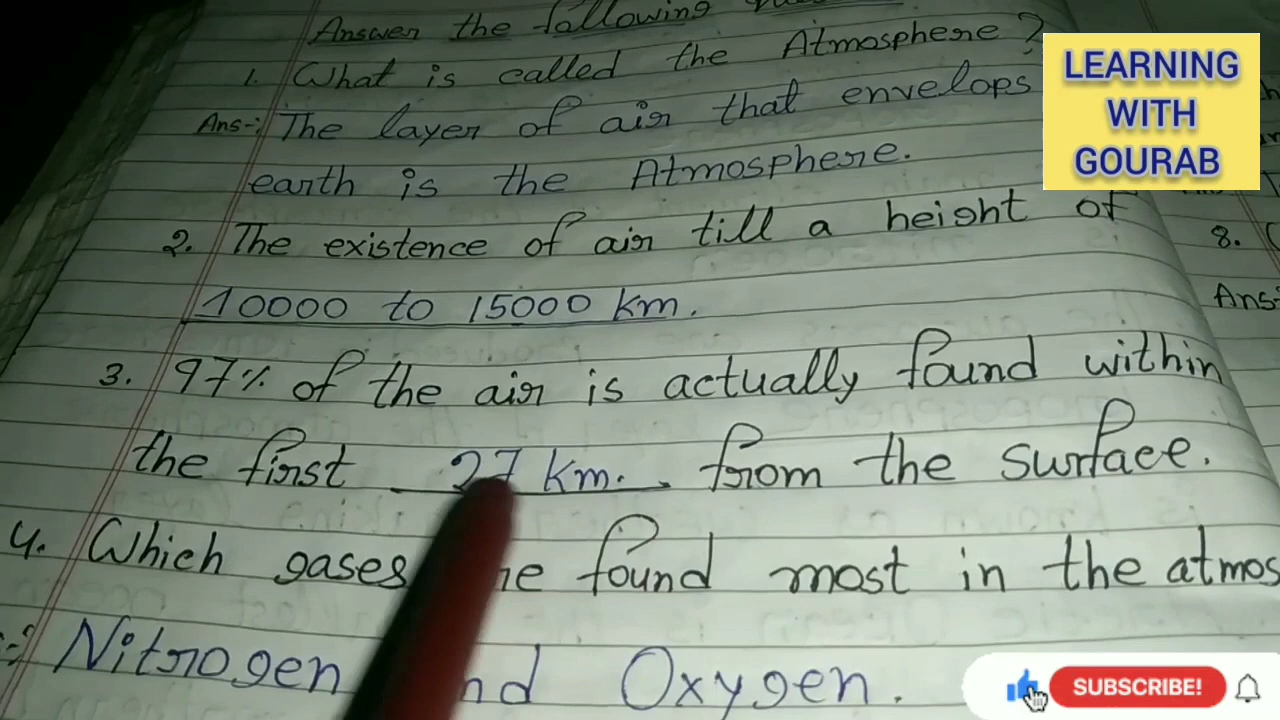 Answer the following
1. What is called the Atmosphere?
Ans-: The layer of air that envelops
earth is the Atmosphere.
2. The existence of air till a height of
10000 to 15000 km.
3. 97% of the air is actually found within
the first 27 km. from the surface.
4. Which gases found most in the atmos
Nitrogen nd Oxygen.
8.
Ans-
LEARNING
WITH
GOURAB
SUBSCRIBE!